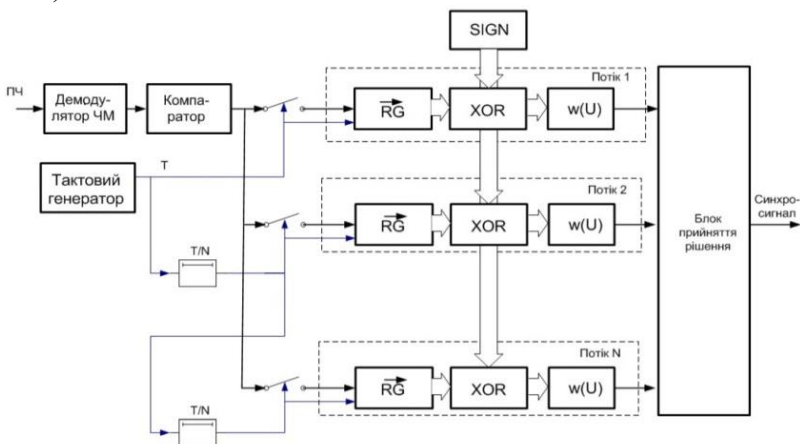 SIGN
Потік 1
ПЧ
Демоду-
лятор ЧМ
Компа-
ратор
RG
XOR
w(U)
Т
Тактовий
генератор
Потік 2
RG
XOR
w(U)
Блок
прийняття
рішення
Синхро-
сигнал
T/N
Потік N
RG
XOR
w(U)
T/N